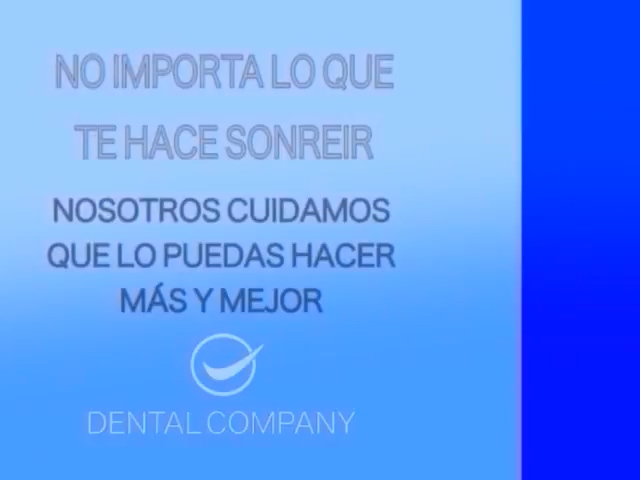 NO IMPORTA LO QUE
TE HACE SONREIR
NOSOTROS CUIDAMOS
QUE LO PUEDAS HACER
MÁS Y MEJOR
DENTAL COMPANY